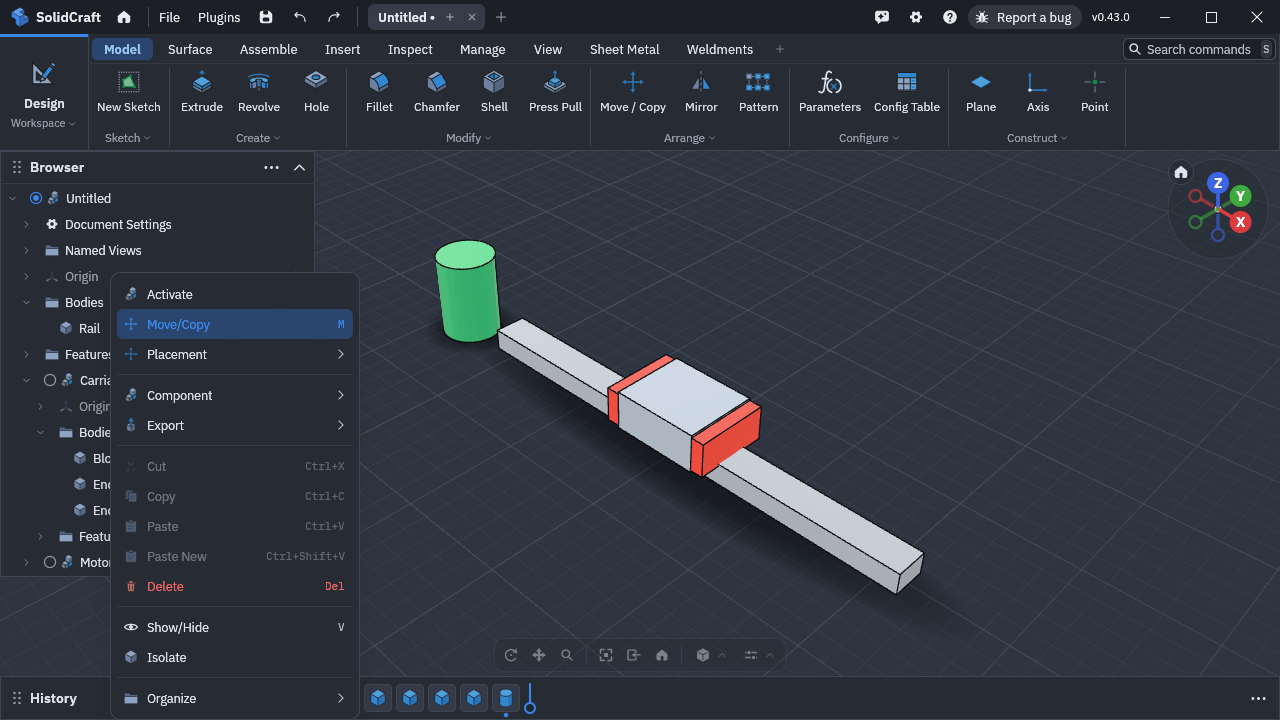 SolidCraft
File
Plugins
Untitled •
Report a bug
v0.43.0
Design
Workspace
Model
Surface
Assemble
Insert
Inspect
Manage
View
Sheet Metal
Weldments
Search commands
S
New Sketch
Extrude
Revolve
Hole
Fillet
Chamfer
Shell
Press Pull
Move / Copy
Mirror
Pattern
Parameters
Config Table
Plane
Axis
Point
Sketch
Create
Modify
Arrange
Configure
Construct
Browser
Untitled
Document Settings
Named Views
Origin
Bodies
Rail
Features
Carria
Origin
Bodie
Blo
End
End
Featu
Motor
Activate
Move/Copy M
Placement
Component
Export
Cut Ctrl+X
Copy Ctrl+C
Paste Ctrl+V
Paste New Ctrl+Shift+V
Delete Del
Show/Hide V
Isolate
Organize
Z
Y
X
History